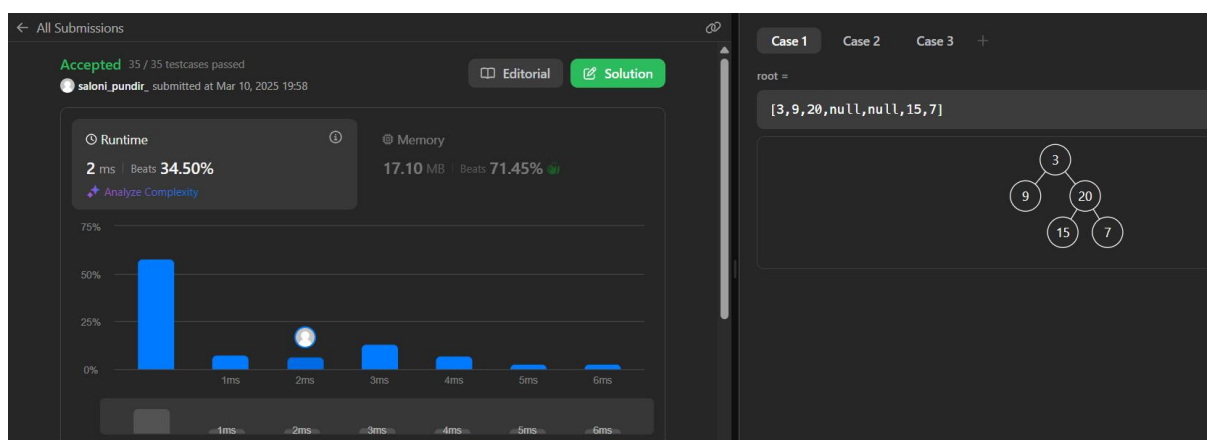 ← All Submissions
Accepted 35 / 35 testcases passed
saloni_pundir_ submitted at Mar 10, 2025 19:58
Editorial
Solution
Runtime
2 ms | Beats 34.50%
Analyze Complexity
Memory
17.10 MB | Beats 71.45%
75%
50%
25%
0%
1ms 2ms 3ms 4ms 5ms 6ms
1ms 2ms 3ms 4ms 5ms 6ms
Case 1 Case 2 Case 3 +
root =
[3,9,20,null,null,15,7]
3
9 20
15 7